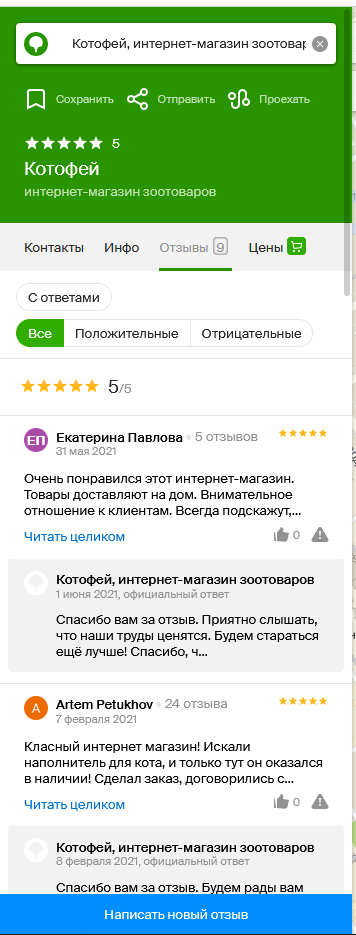 Котофей, интернет-магазин зоотовар
Сохранить Отправить Проехать
5
Котофей
интернет-магазин зоотоваров
Контакты Инфо Отзывы 9 Цены
С ответами
Все Положительные Отрицательные
5/5
ЕП Екатерина Павлова 5 отзывов
31 мая 2021
Очень понравился этот интернет-магазин.
Товары доставляют на дом. Внимательное
отношение к клиентам. Всегда подскажут,...
Читать целиком 0
Котофей, интернет-магазин зоотоваров
1 июня 2021, официальный ответ
Спасибо вам за отзыв. Приятно слышать,
что наши труды ценятся. Будем стараться
ещё лучше! Спасибо, ч...
A Artem Petukhov 24 отзыва
7 февраля 2021
Класный интернет магазин! Искали
наполнитель для кота, и только тут он оказался
в наличии! Сделал заказ, договорились с...
Читать целиком 0
Котофей, интернет-магазин зоотоваров
8 февраля 2021, официальный ответ
Спасибо вам за отзыв. Будем рады вам
Написать новый отзыв